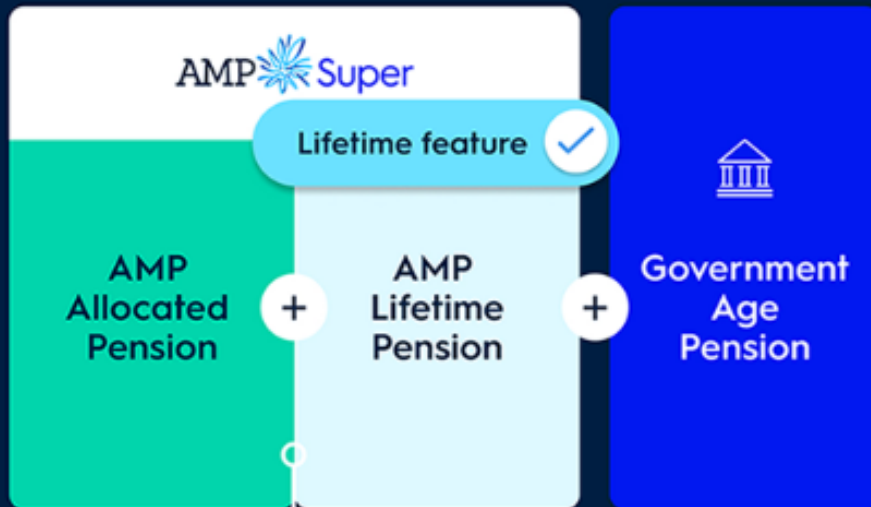 AMP Super
Lifetime feature
AMP
Allocated
Pension
+
AMP
Lifetime
Pension
+
Government
Age
Pension